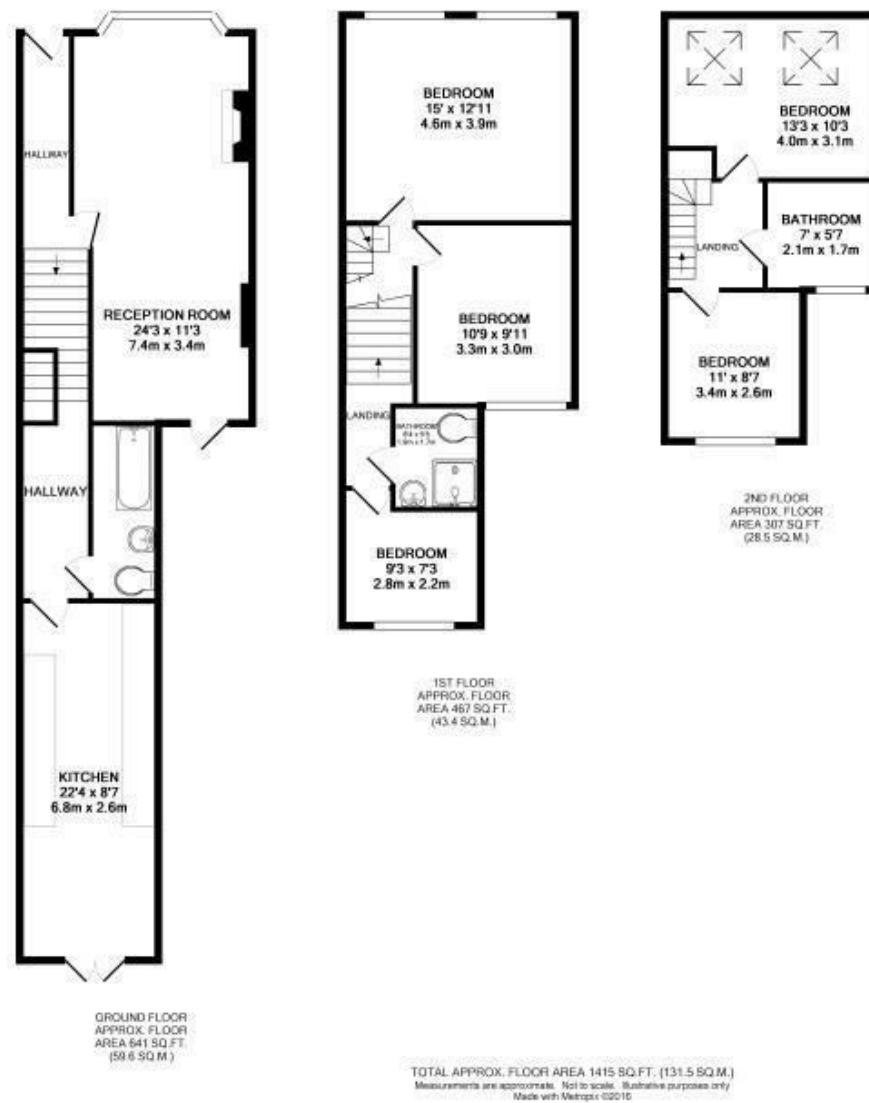 HALLWAY
RECEPTION ROOM
24'3 x 11'3
7.4m x 3.4m
HALLWAY
KITCHEN
22'4 x 8'7
6.8m x 2.6m
GROUND FLOOR
APPROX. FLOOR
AREA 641 SQ.FT.
(59.6 SQ.M.)
BEDROOM
15' x 12'11
4.6m x 3.9m
BEDROOM
10'9 x 9'11
3.3m x 3.0m
LANDING
BATHROOM
BEDROOM
9'3 x 7'3
2.8m x 2.2m
1ST FLOOR
APPROX. FLOOR
AREA 467 SQ.FT.
(43.4 SQ.M.)
BEDROOM
13'3 x 10'3
4.0m x 3.1m
BATHROOM
7' x 5'7
2.1m x 1.7m
LANDING
BEDROOM
11' x 8'7
3.4m x 2.6m
2ND FLOOR
APPROX. FLOOR
AREA 307 SQ.FT.
(28.5 SQ.M.)
TOTAL APPROX. FLOOR AREA 1415 SQ.FT. (131.5 SQ.M.)
Measurements are approximate. Not to scale. Illustrative purposes only
Made with Metropix ©2016